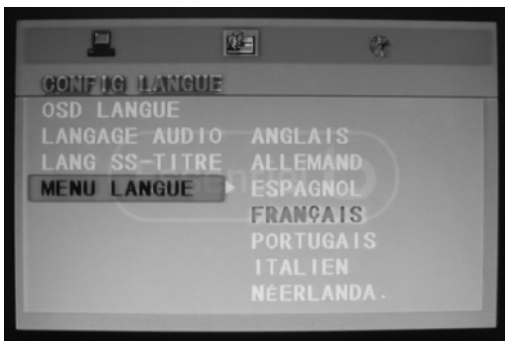 CONFIG LANGUE
OSD LANGUE
LANGAGE AUDIO ANGLAIS
LANG SS-TITRE ALLEMAND
MENU LANGUE ESPAGNOL
FRANÇAIS
PORTUGAIS
ITALIEN
NÉERLANDA.